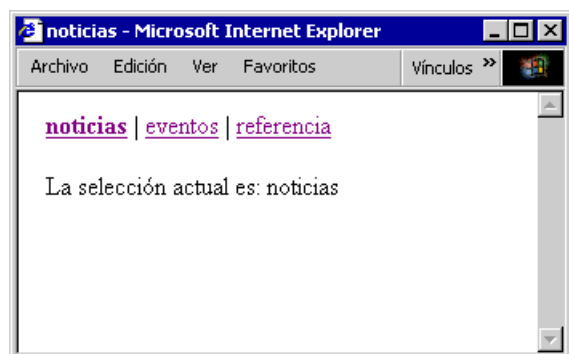 noticias - Microsoft Internet Explorer
Archivo Edición Ver Favoritos Vínculos »
noticias | eventos | referencia
La selección actual es: noticias